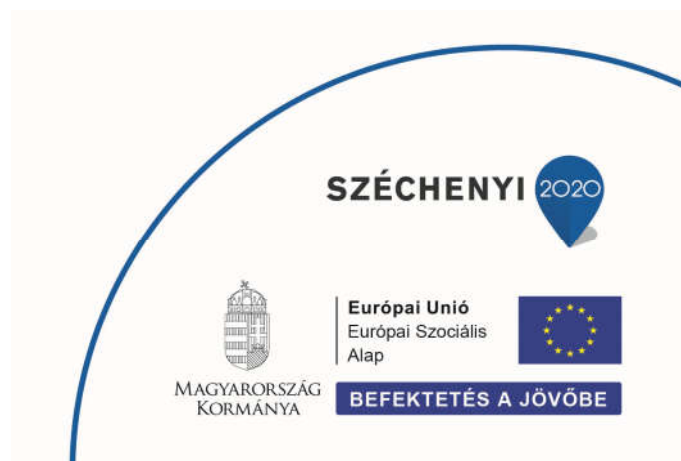 SZÉCHENYI 2020
Európai Unió
Európai Szociális
Alap
MAGYARORSZÁG
KORMÁNYA
BEFEKTETÉS A JÖVŐBE